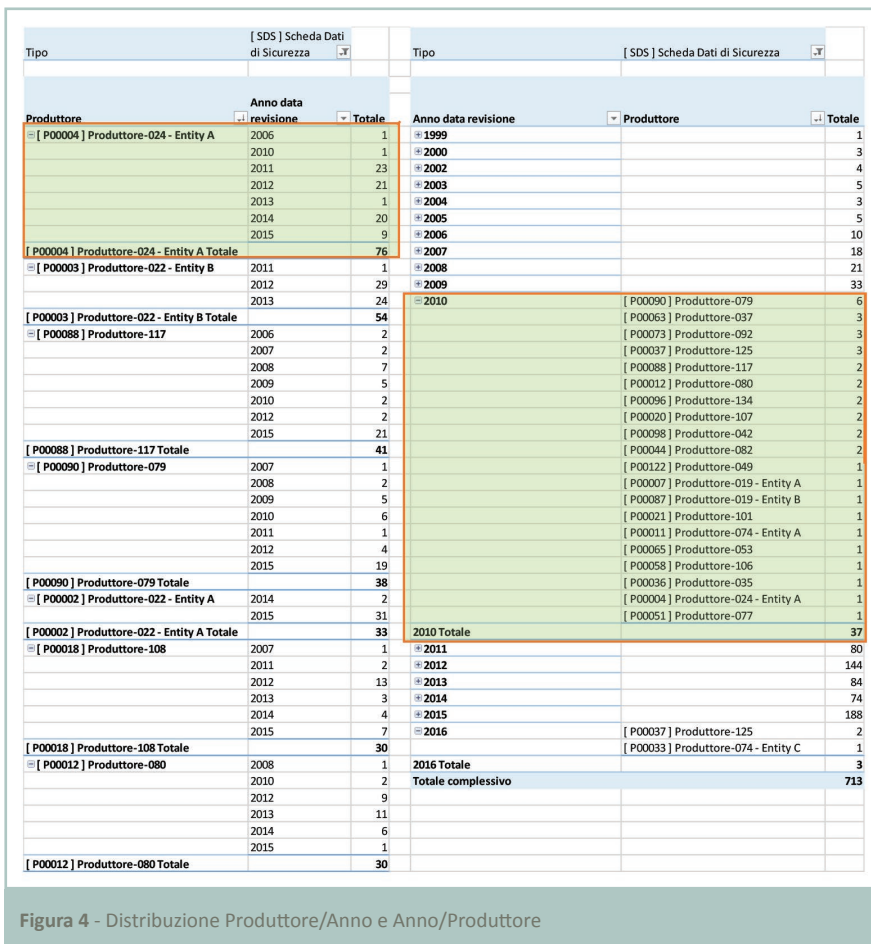 Tipo [ SDS ] Scheda Dati di Sicurezza
Produttore Anno data revisione Totale
[ P00004 ] Produttore-024 - Entity A 2006 1
2010 1
2011 23
2012 21
2013 1
2014 20
2015 9
[ P00004 ] Produttore-024 - Entity A Totale 76
[ P00003 ] Produttore-022 - Entity B 2011 1
2012 29
2013 24
[ P00003 ] Produttore-022 - Entity B Totale 54
[ P00088 ] Produttore-117 2006 2
2007 2
2008 7
2009 5
2010 2
2012 2
2015 21
[ P00088 ] Produttore-117 Totale 41
[ P00090 ] Produttore-079 2007 1
2008 2
2009 5
2010 6
2011 1
2012 4
2015 19
[ P00090 ] Produttore-079 Totale 38
[ P00002 ] Produttore-022 - Entity A 2014 2
2015 31
[ P00002 ] Produttore-022 - Entity A Totale 33
[ P00018 ] Produttore-108 2007 1
2011 2
2012 13
2013 3
2014 4
2015 7
[ P00018 ] Produttore-108 Totale 30
[ P00012 ] Produttore-080 2008 1
2010 2
2012 9
2013 11
2014 6
2015 1
[ P00012 ] Produttore-080 Totale 30
Tipo [ SDS ] Scheda Dati di Sicurezza
Anno data revisione Produttore Totale
1999 1
2000 3
2002 4
2003 5
2004 3
2005 5
2006 10
2007 18
2008 21
2009 33
2010 [ P00090 ] Produttore-079 6
[ P00063 ] Produttore-037 3
[ P00073 ] Produttore-092 3
[ P00037 ] Produttore-125 3
[ P00088 ] Produttore-117 2
[ P00012 ] Produttore-080 2
[ P00096 ] Produttore-134 2
[ P00020 ] Produttore-107 2
[ P00098 ] Produttore-042 2
[ P00044 ] Produttore-082 2
[ P00122 ] Produttore-049 1
[ P00007 ] Produttore-019 - Entity A 1
[ P00087 ] Produttore-019 - Entity B 1
[ P00021 ] Produttore-101 1
[ P00011 ] Produttore-074 - Entity A 1
[ P00065 ] Produttore-053 1
[ P00058 ] Produttore-106 1
[ P00036 ] Produttore-035 1
[ P00004 ] Produttore-024 - Entity A 1
[ P00051 ] Produttore-077 1
2010 Totale 37
2011 80
2012 144
2013 84
2014 74
2015 188
2016 [ P00037 ] Produttore-125 2
[ P00033 ] Produttore-074 - Entity C 1
2016 Totale 3
Totale complessivo 713
Figura 4 - Distribuzione Produttore/Anno e Anno/Produttore